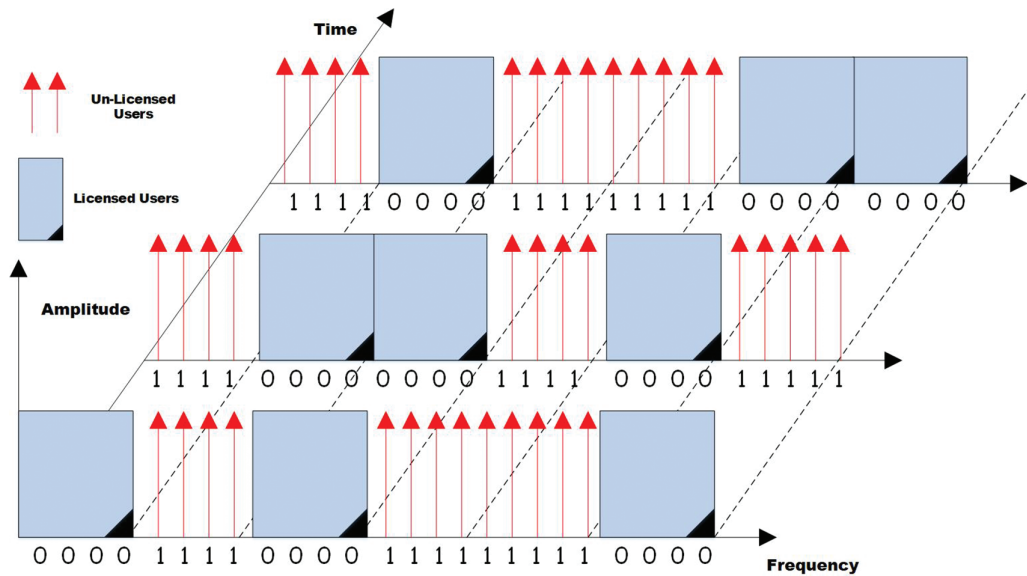 Time
Un-Licensed
Users
Licensed Users
1 1 1 1 0 0 0 0 1 1 1 1 1 1 1 1 1 0 0 0 0 0 0 0 0
Amplitude
1 1 1 1 0 0 0 0 0 0 0 0 1 1 1 1 0 0 0 0 1 1 1 1 1
0 0 0 0 1 1 1 1 0 0 0 0 1 1 1 1 1 1 1 1 1 0 0 0 0
Frequency